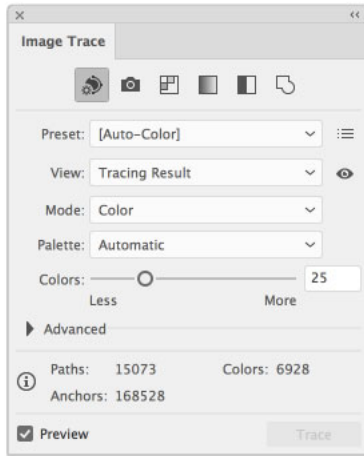 Image Trace
Preset: [Auto-Color]
View: Tracing Result
Mode: Color
Palette: Automatic
Colors: 25
Less More
Advanced
Paths: 15073 Colors: 6928
Anchors: 168528
Preview Trace